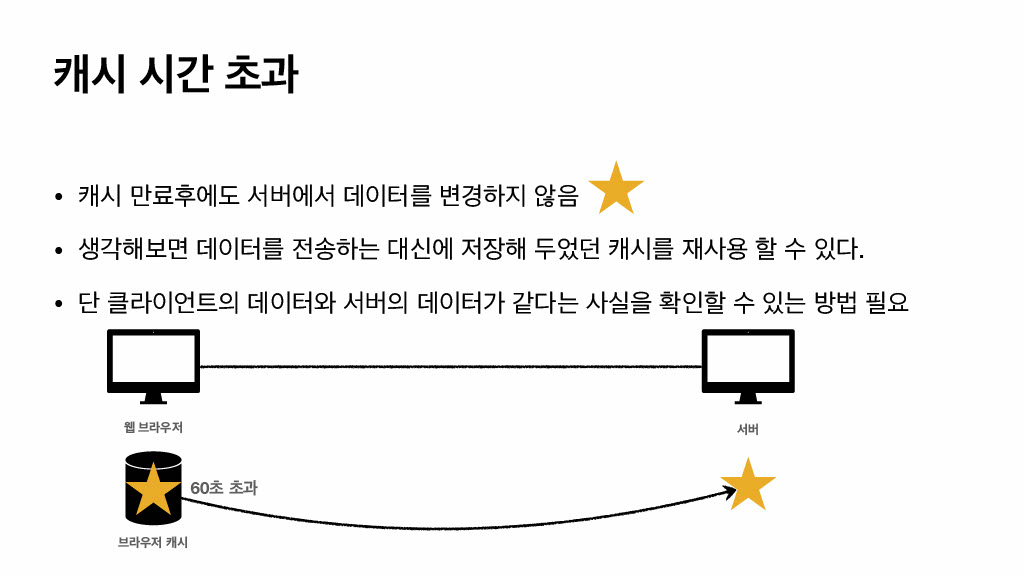 캐시 시간 초과
• 캐시 만료후에도 서버에서 데이터를 변경하지 않음
• 생각해보면 데이터를 전송하는 대신에 저장해 두었던 캐시를 재사용 할 수 있다.
• 단 클라이언트의 데이터와 서버의 데이터가 같다는 사실을 확인할 수 있는 방법 필요
웹 브라우저
서버
60초 초과
브라우저 캐시